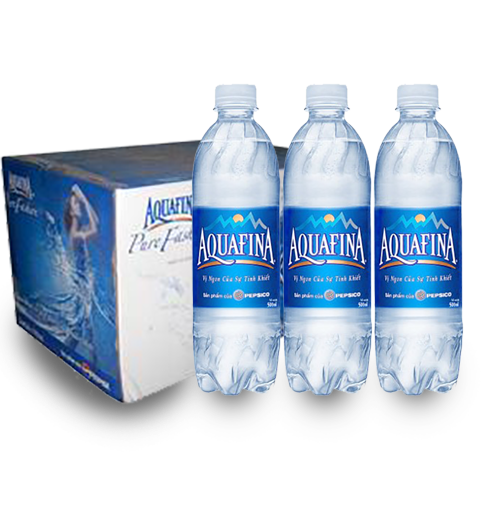 AQUAFINA
Pure Fash
AQUAFINA
Vị Ngon Của Sự Tinh Khiết
Sản phẩm của PEPSICO
500ml
AQUAFINA
Vị Ngon Của Sự Tinh Khiết
Sản phẩm của PEPSICO
500ml
AQUAFINA
Vị Ngon Của Sự Tinh Khiết
Sản phẩm của PEPSICO
500ml
AQUAFINA